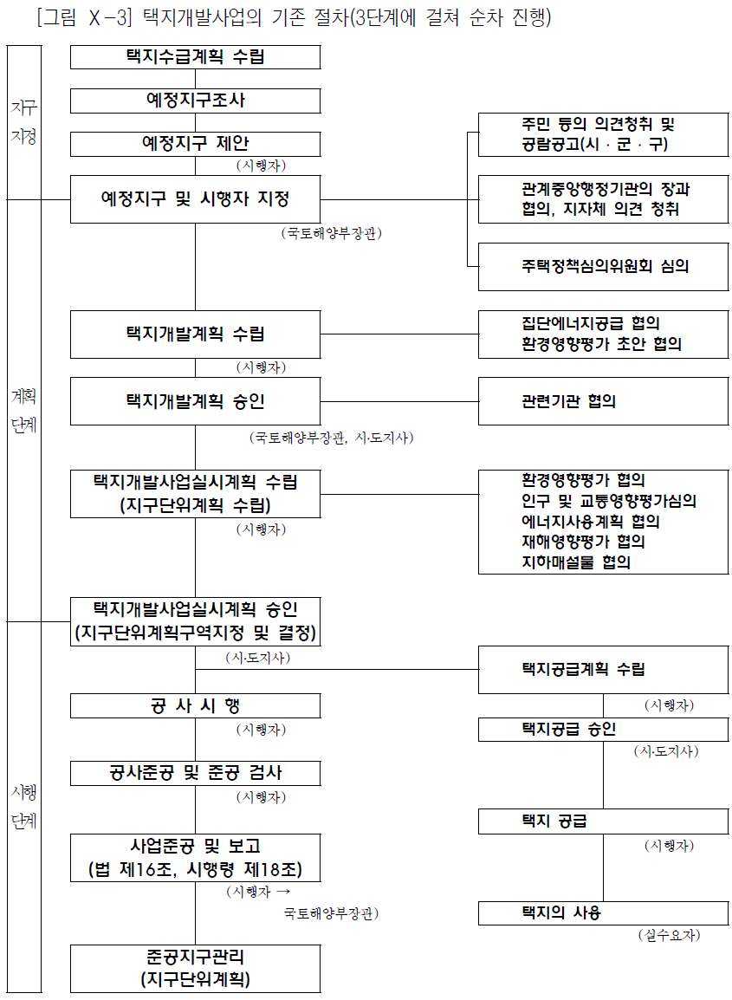 [그림 Ⅹ-3] 택지개발사업의 기존 절차(3단계에 걸쳐 순차 진행)
지구
지정
택지수급계획 수립
예정지구조사
예정지구 제안
(시행자)
예정지구 및 시행자 지정
(국토해양부장관)
주민 등의 의견청취 및
공람공고(시·군·구)
관계중앙행정기관의 장과
협의, 지자체 의견 청취
주택정책심의위원회 심의
계획
단계
택지개발계획 수립
(시행자)
집단에너지공급 협의
환경영향평가 초안 협의
택지개발계획 승인
(국토해양부장관, 시·도지사)
관련기관 협의
택지개발사업실시계획 수립
(지구단위계획 수립)
(시행자)
환경영향평가 협의
인구 및 교통영향평가심의
에너지사용계획 협의
재해영향평가 협의
지하매설물 협의
택지개발사업실시계획 승인
(지구단위계획구역지정 및 결정)
(시·도지사)
시행
단계
공 사 시 행
(시행자)
공사준공 및 준공 검사
(시행자)
사업준공 및 보고
(법 제16조, 시행령 제18조)
(시행자 →
국토해양부장관)
준공지구관리
(지구단위계획)
택지공급계획 수립
(시행자)
택지공급 승인
(시·도지사)
택지 공급
(시행자)
택지의 사용
(실수요자)